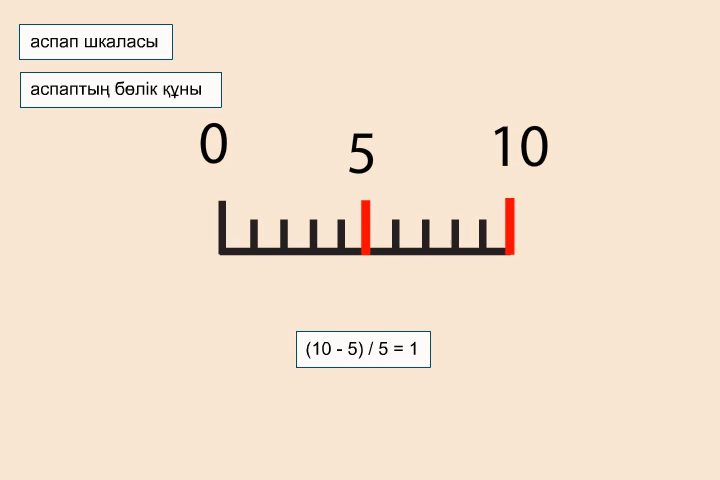 аспап шкаласы
аспаптың бөлік құны
0 5 10
(10 - 5) / 5 = 1